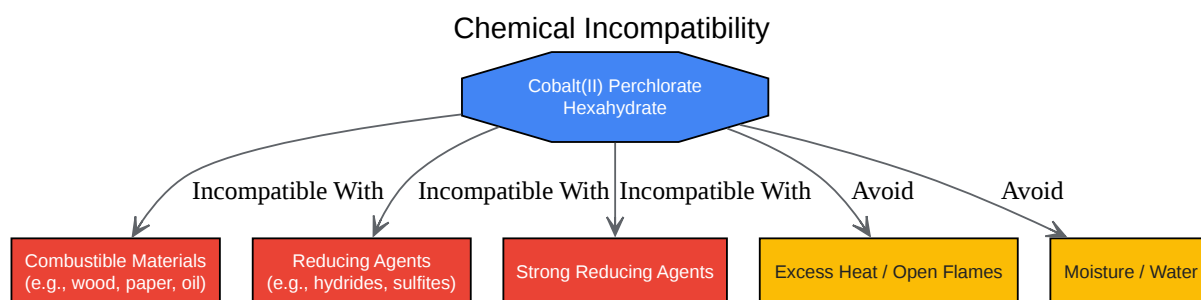 Chemical Incompatibility
Cobalt(II) Perchlorate
Hexahydrate
Incompatible With
Incompatible With
Incompatible With
Avoid
Avoid
Combustible Materials
(e.g., wood, paper, oil)
Reducing Agents
(e.g., hydrides, sulfites)
Strong Reducing Agents
Excess Heat / Open Flames
Moisture / Water